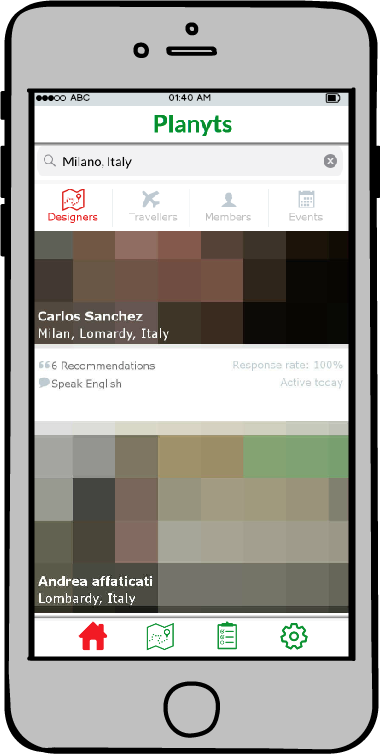 ABC 01:40 AM
Planyts
Milano, Italy
Designers Travellers Members Events
Carlos Sanchez
Milan, Lomardy, Italy
6 Recommendations Response rate: 100%
Speak English Active today
Andrea affaticati
Lombardy, Italy